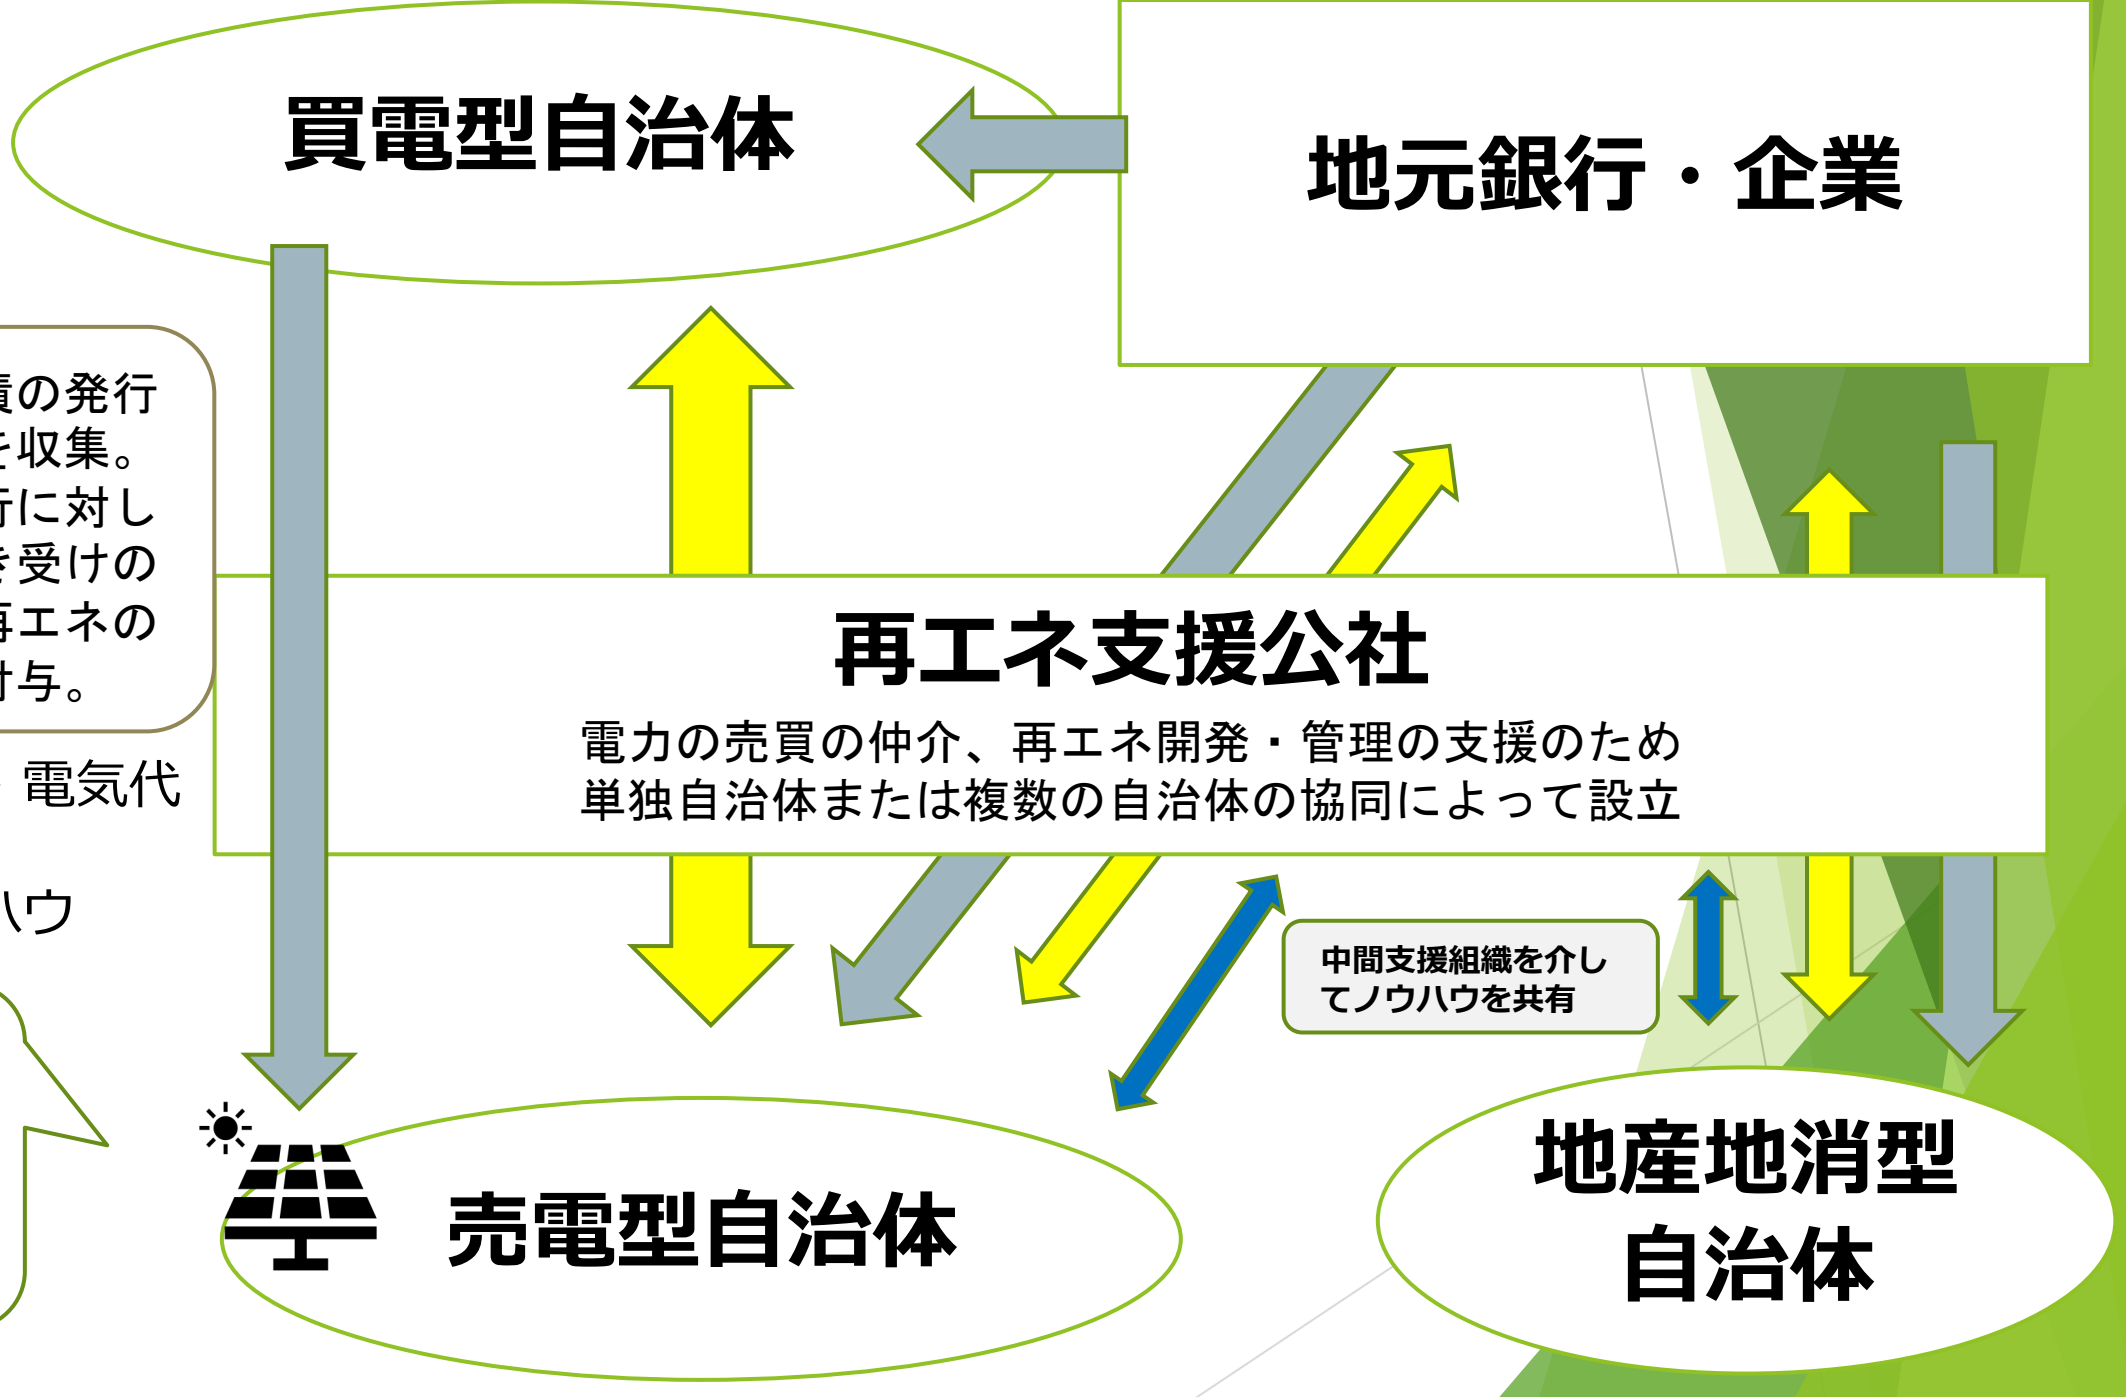 買電型自治体
地元銀行・企業
の発行
収集。
に対し
受けの
エネの
与。
再エネ支援公社
電力の売買の仲介、再エネ開発・管理の支援のため
単独自治体または複数の自治体の協同によって設立
電気代
ハウ
中間支援組織を介し
てノウハウを共有
売電型自治体
地産地消型
自治体